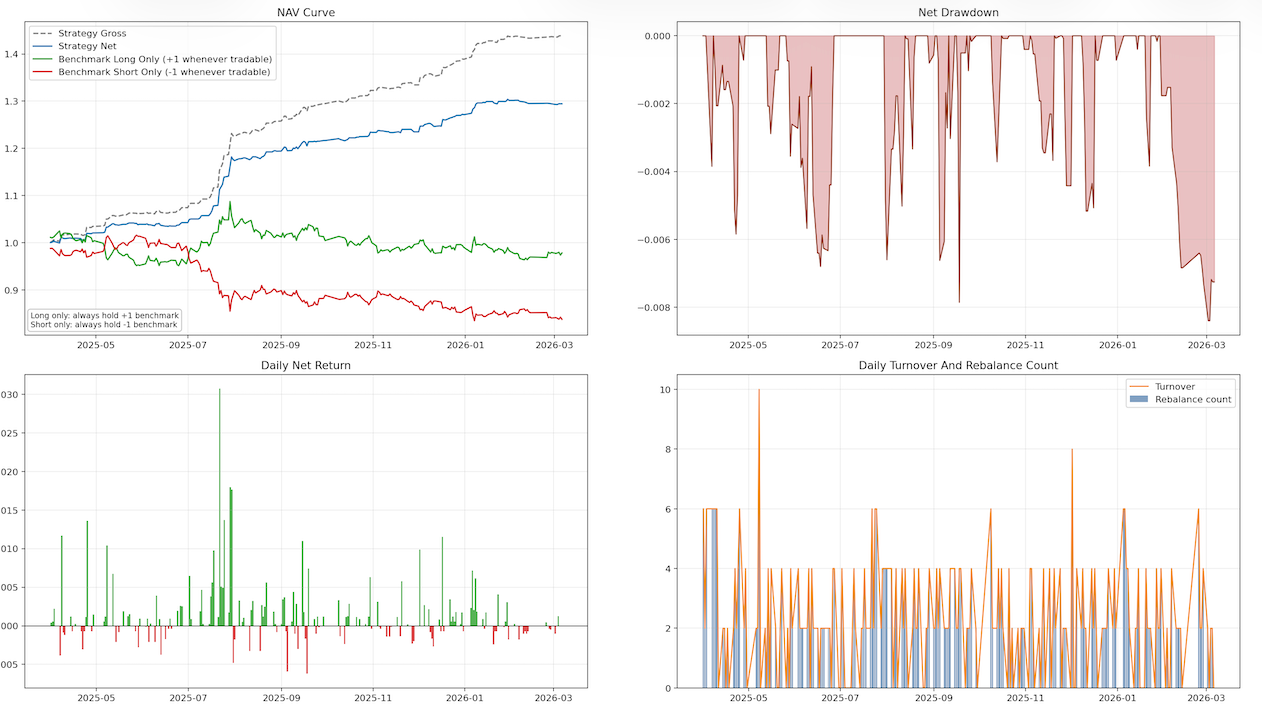 NAV Curve
Strategy Gross
Strategy Net
Benchmark Long Only (+1 whenever tradable)
Benchmark Short Only (-1 whenever tradable)
1.4
1.3
1.2
1.1
1.0
0.9
Long only: always hold +1 benchmark
Short only: always hold -1 benchmark
2025-05 2025-07 2025-09 2025-11 2026-01 2026-03
Net Drawdown
0.000
−0.002
−0.004
−0.006
−0.008
2025-05 2025-07 2025-09 2025-11 2026-01 2026-03
Daily Net Return
030
025
020
015
010
005
000
005
2025-05 2025-07 2025-09 2025-11 2026-01 2026-03
Daily Turnover And Rebalance Count
Turnover
Rebalance count
10
8
6
4
2
0
2025-05 2025-07 2025-09 2025-11 2026-01 2026-03